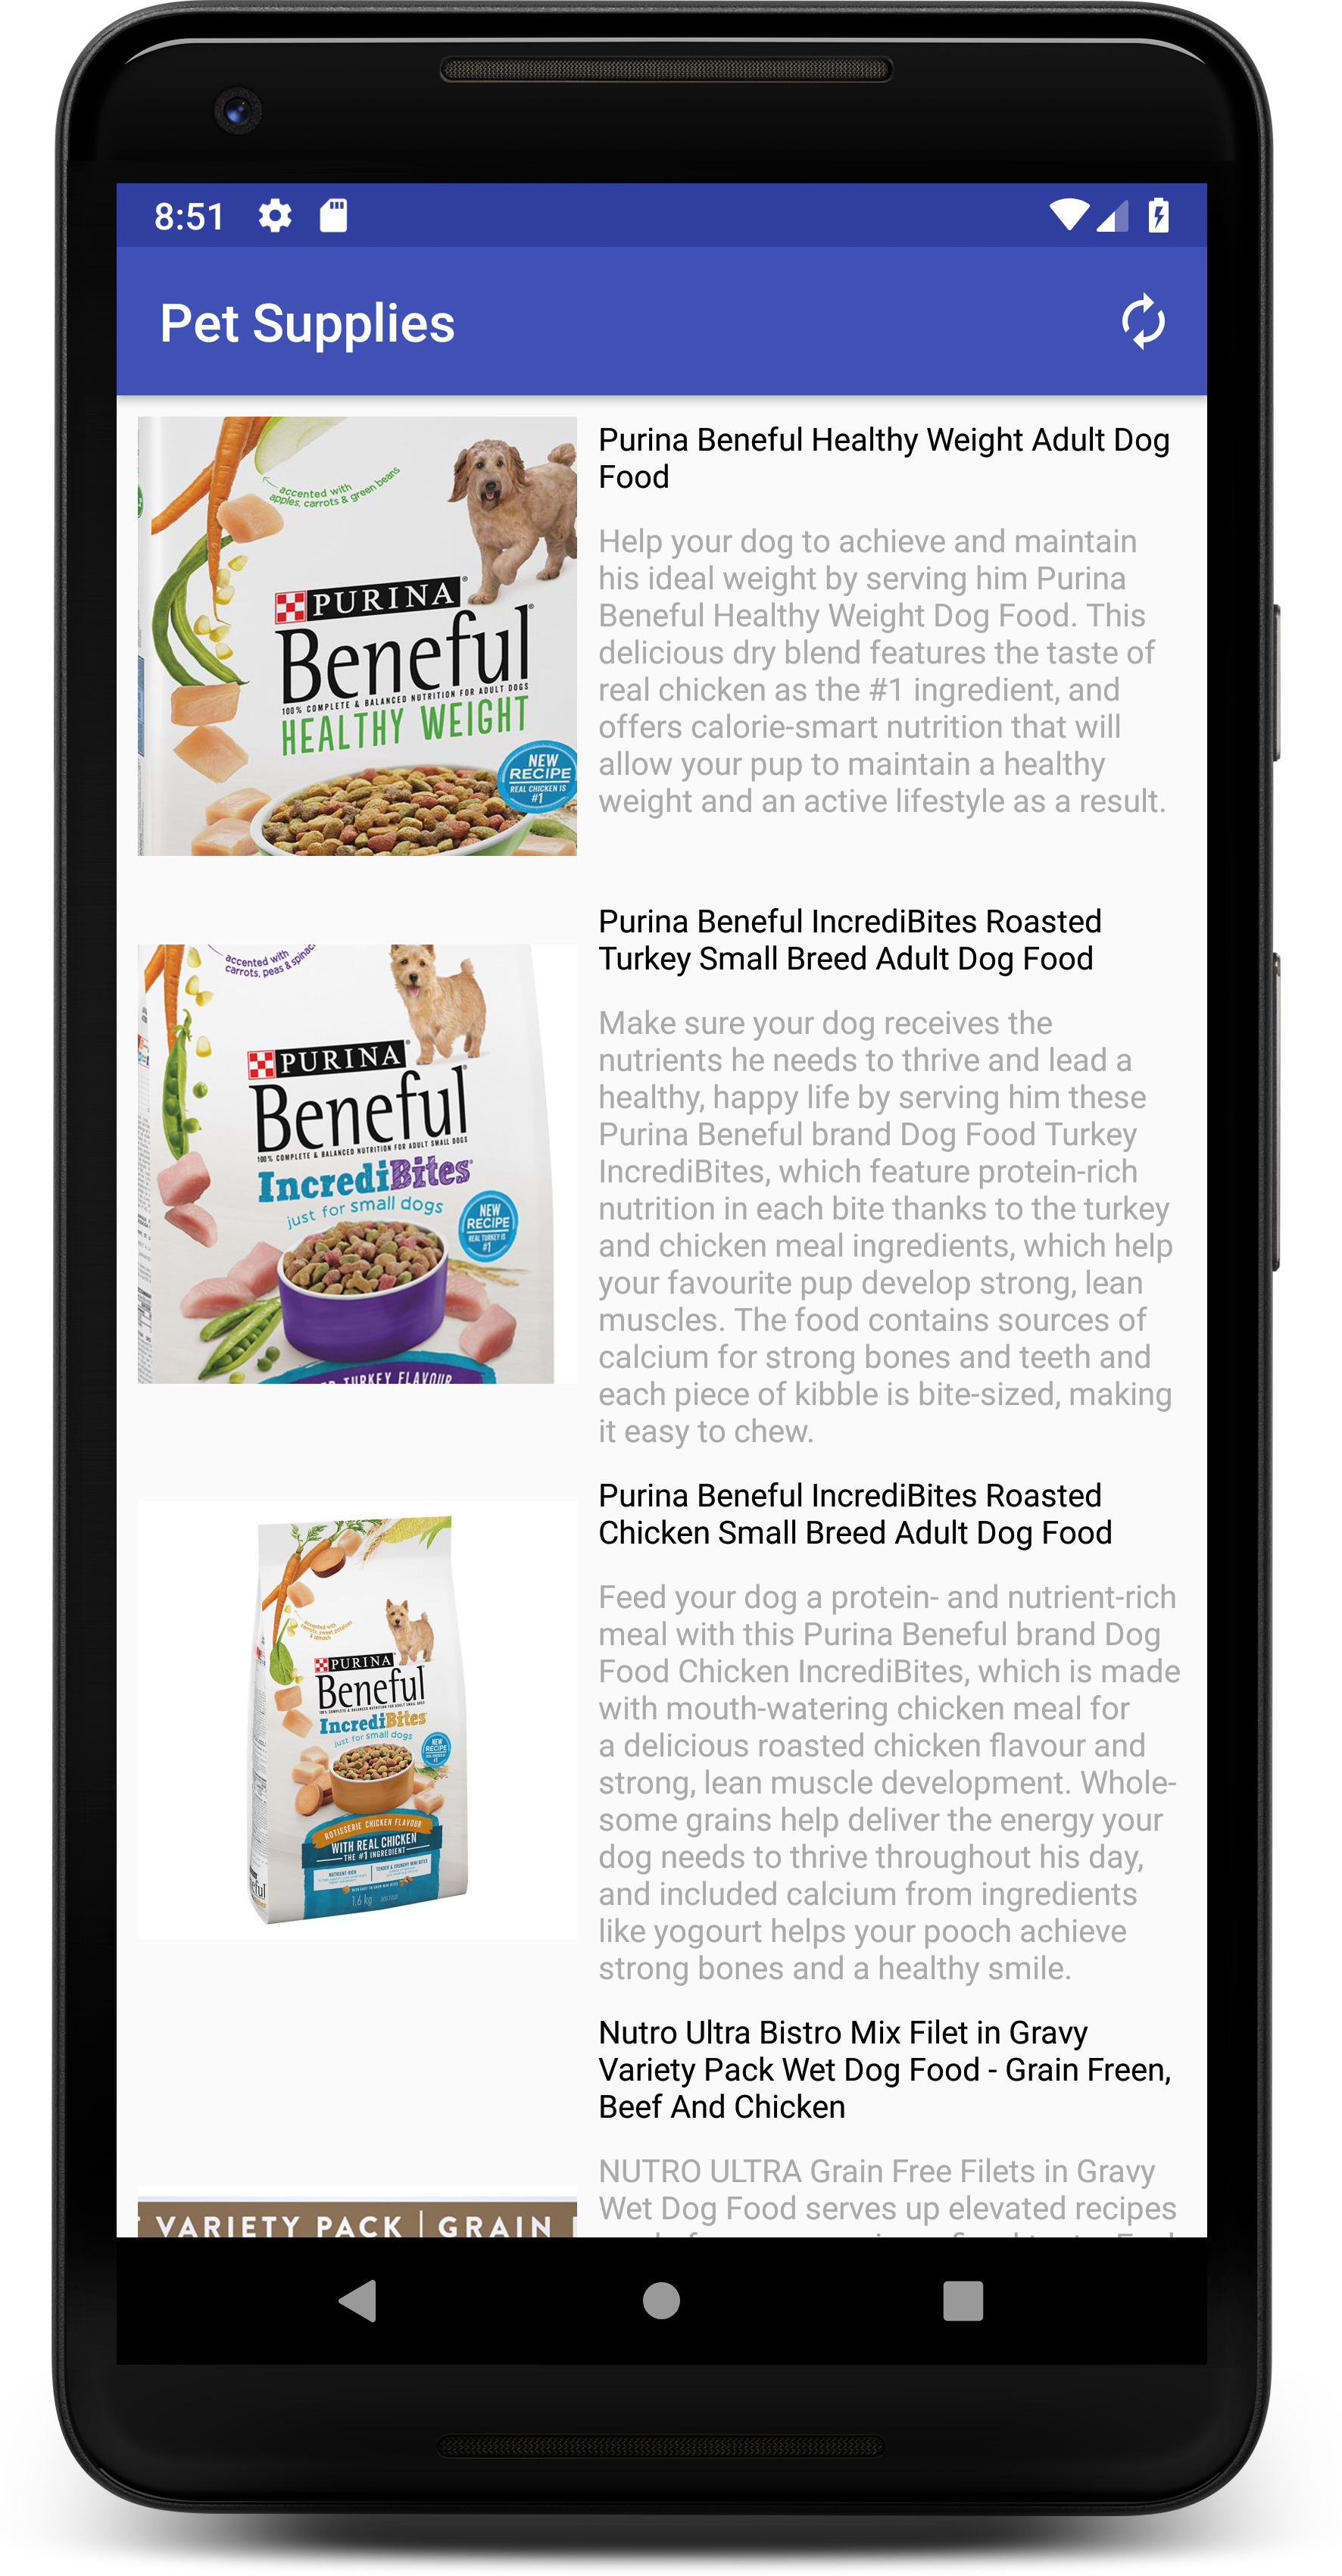 8:51
Pet Supplies
accented with
apples, carrots & green beans
PURINA
Beneful
100% COMPLETE & BALANCED NUTRITION FOR ADULT DOGS
HEALTHY WEIGHT
NEW
RECIPE
REAL CHICKEN IS
#1
Purina Beneful Healthy Weight Adult Dog
Food
Help your dog to achieve and maintain
his ideal weight by serving him Purina
Beneful Healthy Weight Dog Food. This
delicious dry blend features the taste of
real chicken as the #1 ingredient, and
offers calorie-smart nutrition that will
allow your pup to maintain a healthy
weight and an active lifestyle as a result.
accented with
carrots, peas & spinac
PURINA
Beneful
100% COMPLETE & BALANCED NUTRITION FOR ADULT SMALL DOGS
IncrediBites
just for small dogs
NEW
RECIPE
REAL TURKEY IS
#1
TURKEY FLAVOUR
Purina Beneful IncrediBites Roasted
Turkey Small Breed Adult Dog Food
Make sure your dog receives the
nutrients he needs to thrive and lead a
healthy, happy life by serving him these
Purina Beneful brand Dog Food Turkey
IncrediBites, which feature protein-rich
nutrition in each bite thanks to the turkey
and chicken meal ingredients, which help
your favourite pup develop strong, lean
muscles. The food contains sources of
calcium for strong bones and teeth and
each piece of kibble is bite-sized, making
it easy to chew.
accented with
carrots, sweet potatoes
& spinach
PURINA
Beneful
IncrediBites
just for small dogs
NEW
RECIPE
ROTISSERIE CHICKEN FLAVOUR
WITH REAL CHICKEN
THE #1 INGREDIENT
1.6 kg
Purina Beneful IncrediBites Roasted
Chicken Small Breed Adult Dog Food
Feed your dog a protein- and nutrient-rich
meal with this Purina Beneful brand Dog
Food Chicken IncrediBites, which is made
with mouth-watering chicken meal for
a delicious roasted chicken flavour and
strong, lean muscle development. Whole-
some grains help deliver the energy your
dog needs to thrive throughout his day,
and included calcium from ingredients
like yogourt helps your pooch achieve
strong bones and a healthy smile.
VARIETY PACK | GRAIN
Nutro Ultra Bistro Mix Filet in Gravy
Variety Pack Wet Dog Food - Grain Freen,
Beef And Chicken
NUTRO ULTRA Grain Free Filets in Gravy
Wet Dog Food serves up elevated recipes